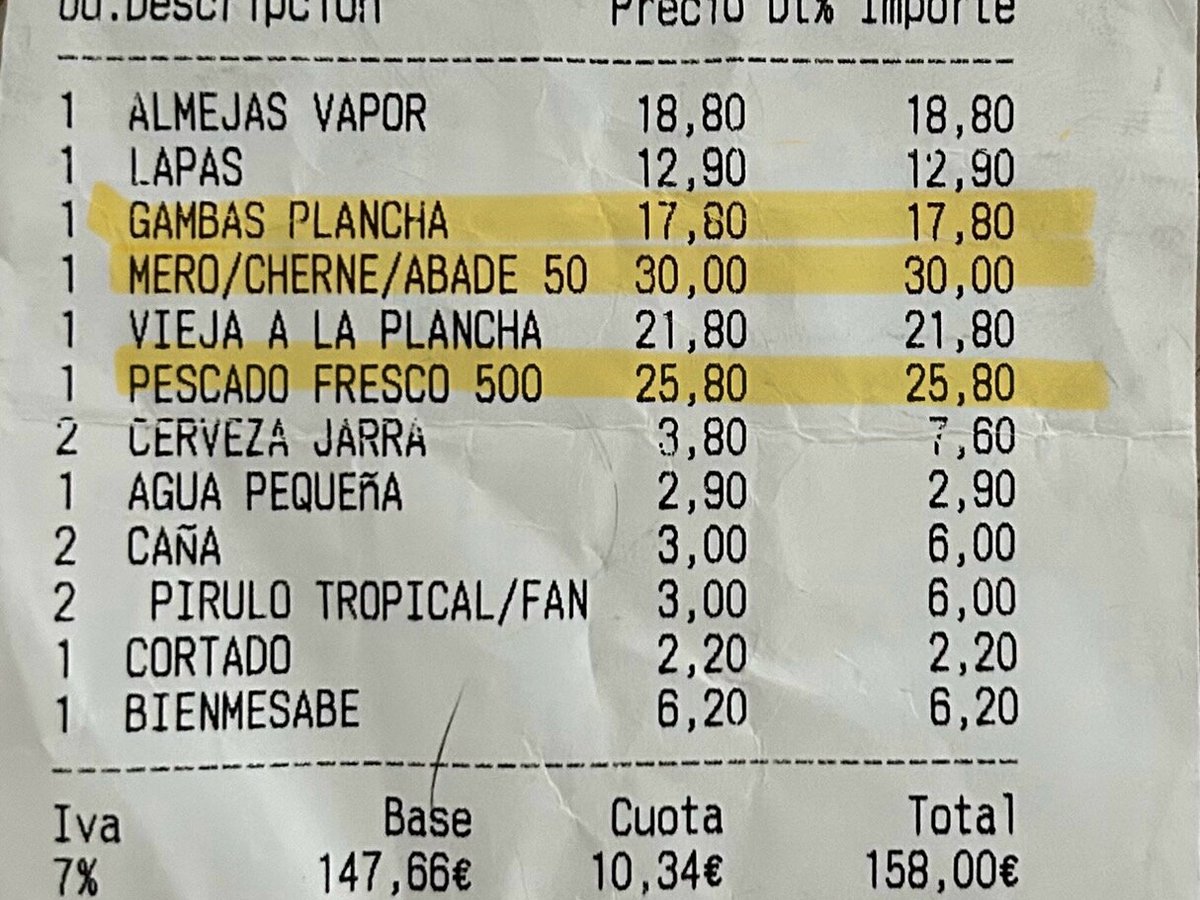 Ud.Descripción Precio Dt% Importe
1 ALMEJAS VAPOR 18,80 18,80
1 LAPAS 12,90 12,90
1 GAMBAS PLANCHA 17,80 17,80
1 MERO/CHERNE/ABADE 50 30,00 30,00
1 VIEJA A LA PLANCHA 21,80 21,80
1 PESCADO FRESCO 500 25,80 25,80
2 CERVEZA JARRA 3,80 7,60
1 AGUA PEQUEñA 2,90 2,90
2 CAÑA 3,00 6,00
2 PIRULO TROPICAL/FAN 3,00 6,00
1 CORTADO 2,20 2,20
1 BIENMESABE 6,20 6,20
Iva Base Cuota Total
7% 147,66€ 10,34€ 158,00€